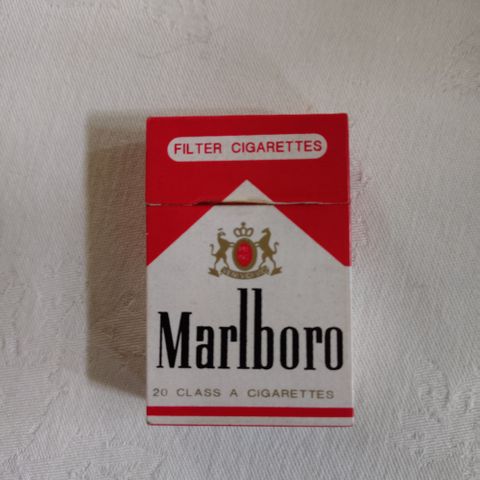 FILTER CIGARETTES
Marlboro
20 CLASS A CIGARETTES